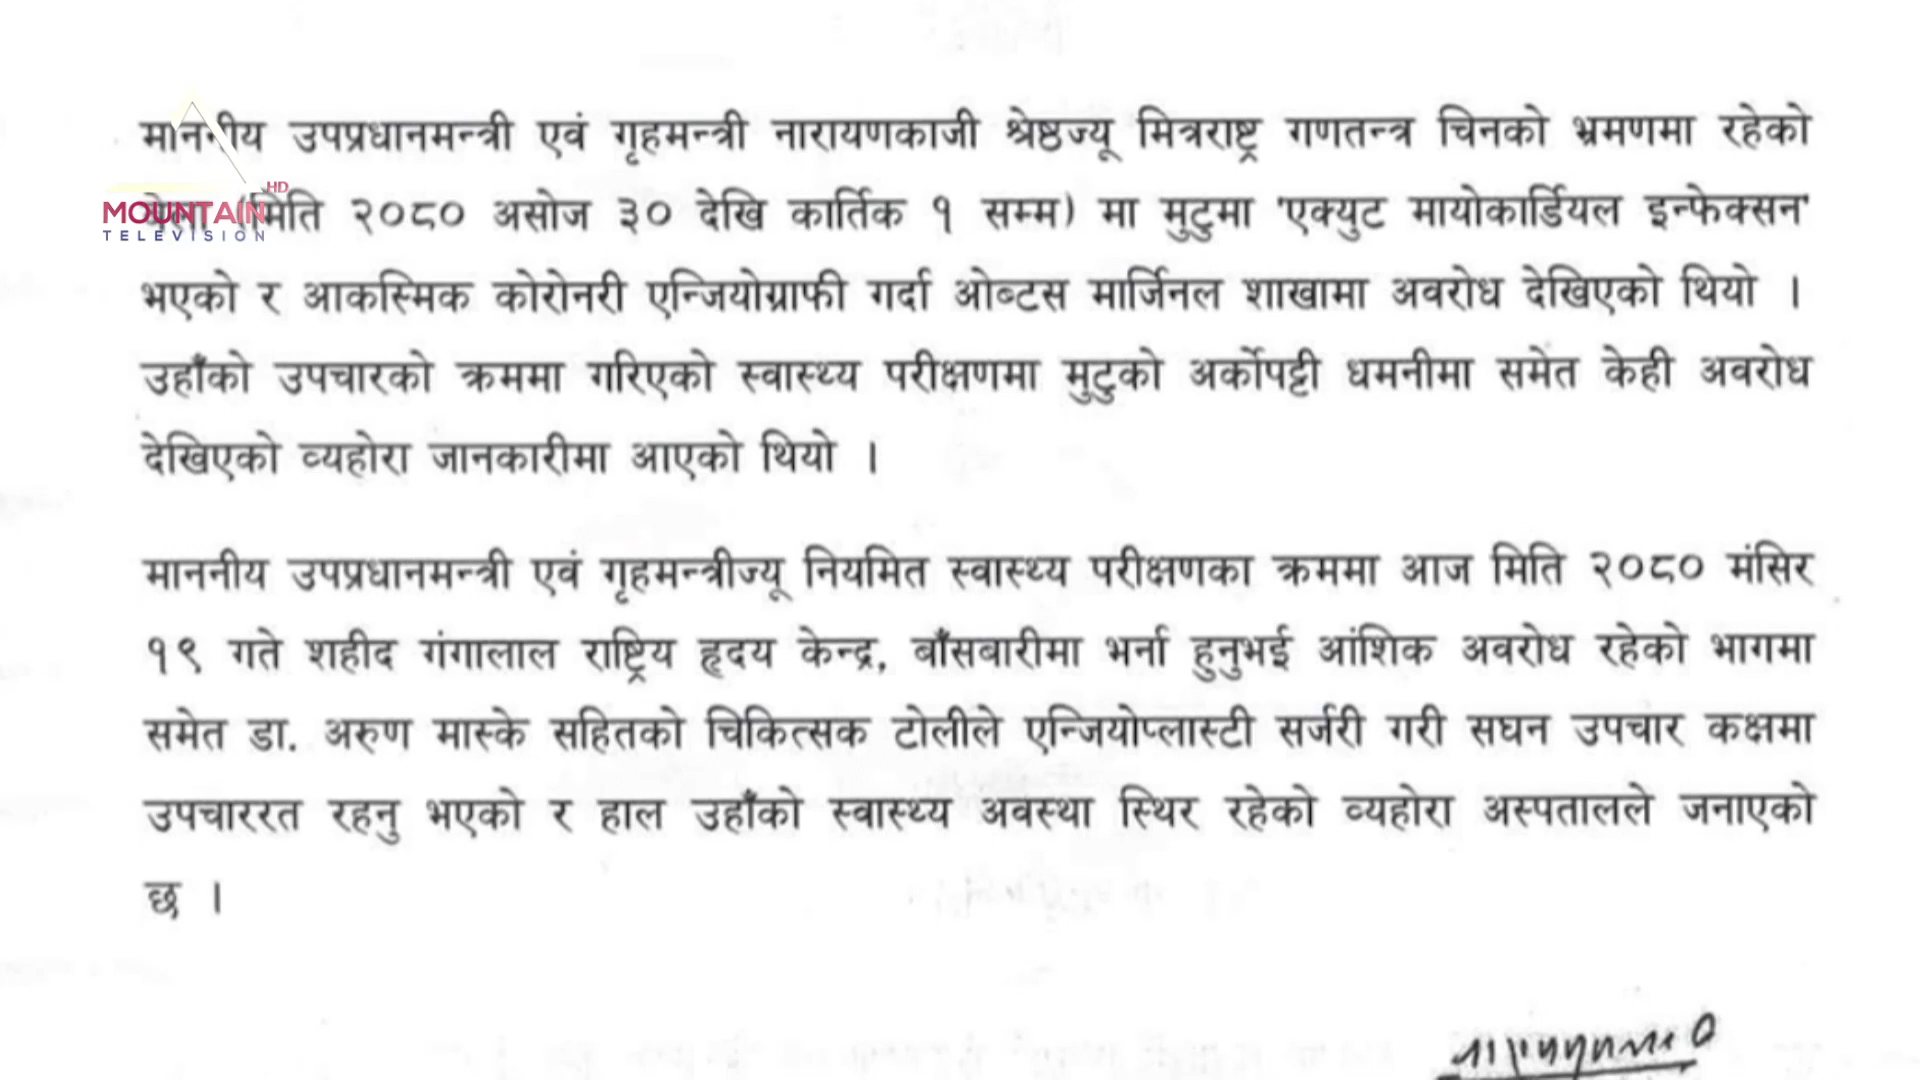 माननीय उपप्रधानमन्त्री एवं गृहमन्त्री नारायणकाजी श्रेष्ठज्यू मित्रराष्ट्र गणतन्त्र चिनको भ्रमणमा रहेको
HD
MOUNTAIN
TELEVISION
(मिति २०८० असोज ३० देखि कार्तिक १ सम्म) मा मुटुमा 'एक्युट मायोकार्डियल इन्फेक्सन'
भएको र आकस्मिक कोरोनरी एन्जियोग्राफी गर्दा ओब्टस मार्जिनल शाखामा अवरोध देखिएको थियो ।
उहाँको उपचारको क्रममा गरिएको स्वास्थ्य परीक्षणमा मुटुको अर्कोपट्टी धमनीमा समेत केही अवरोध
देखिएको व्यहोरा जानकारीमा आएको थियो ।
माननीय उपप्रधानमन्त्री एवं गृहमन्त्रीज्यू नियमित स्वास्थ्य परीक्षणका क्रममा आज मिति २०८० मंसिर
१९ गते शहीद गंगालाल राष्ट्रिय हृदय केन्द्र, बाँसबारीमा भर्ना हुनुभई आंशिक अवरोध रहेको भागमा
समेत डा. अरुण मास्के सहितको चिकित्सक टोलीले एन्जियोप्लास्टी सर्जरी गरी सघन उपचार कक्षमा
उपचाररत रहनु भएको र हाल उहाँको स्वास्थ्य अवस्था स्थिर रहेको व्यहोरा अस्पतालले जनाएको
छ ।